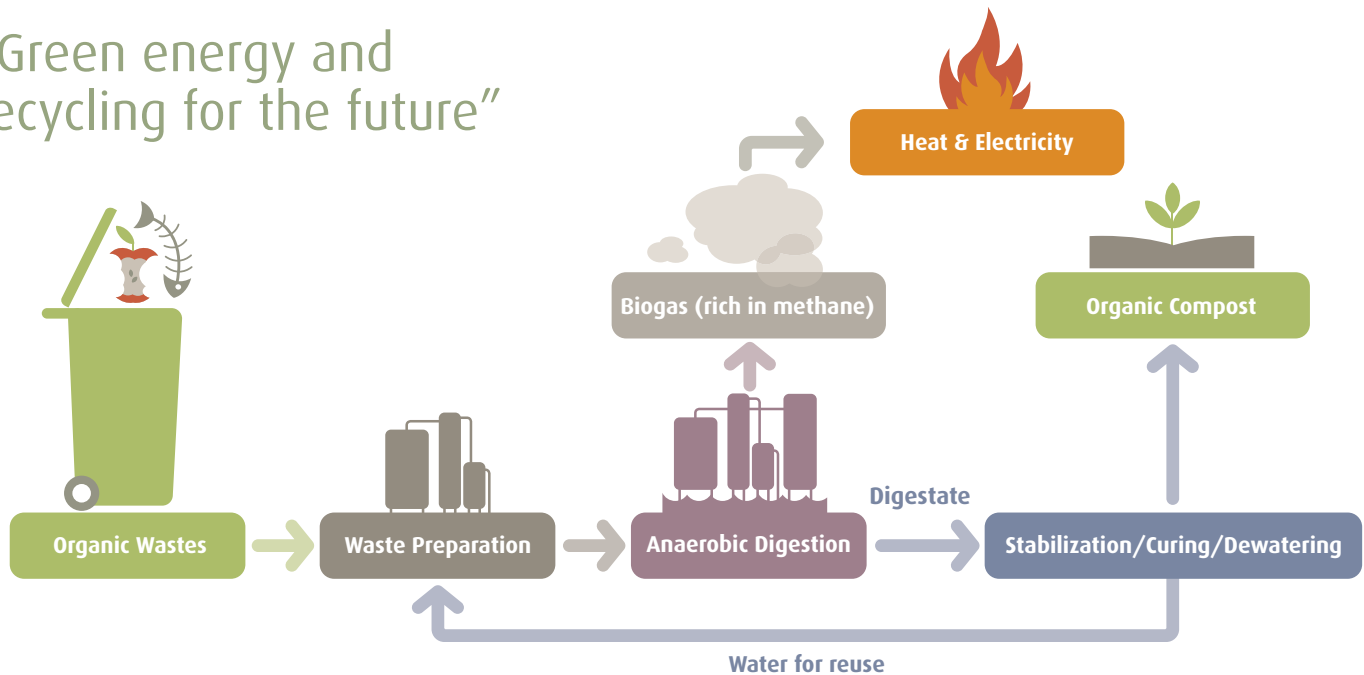 Green energy and
ecycling for the future”
Heat & Electricity
Biogas (rich in methane)
Organic Compost
Digestate
Organic Wastes
Waste Preparation
Anaerobic Digestion
Stabilization/Curing/Dewatering
Water for reuse